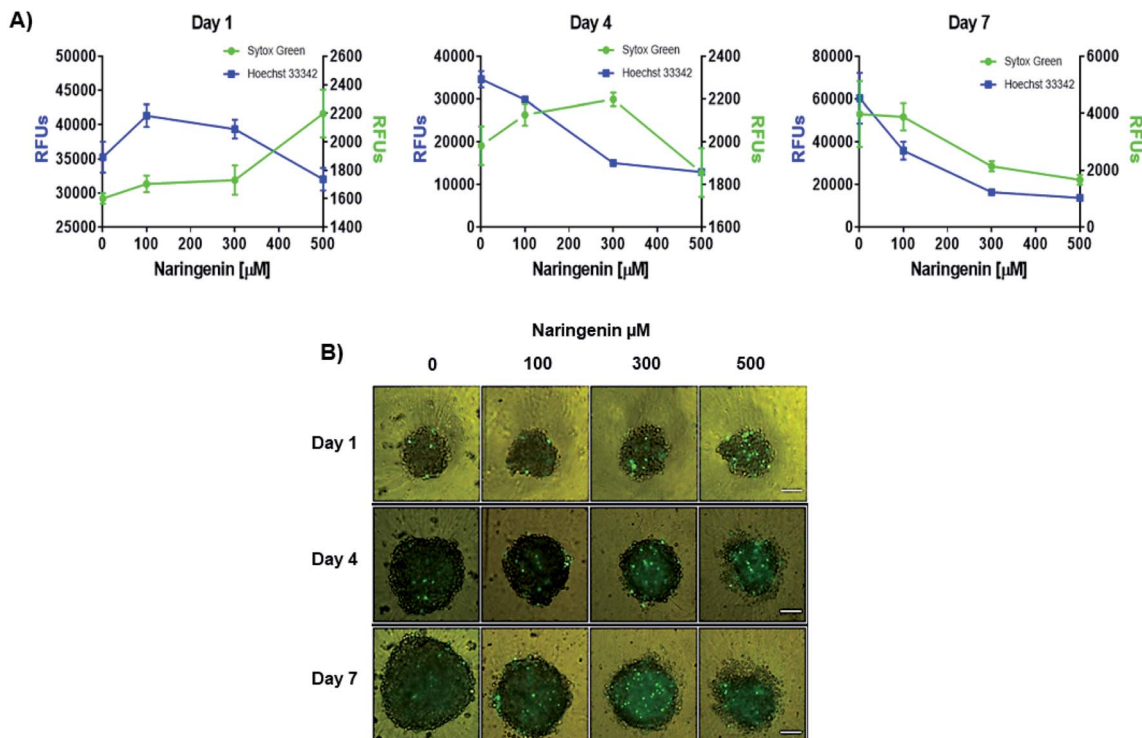 A)
Day 1
Sytox Green
Hoechst 33342
50000
45000
40000
35000
30000
25000
2600
2400
2200
2000
1800
1600
1400
RFUs
RFUs
0 100 200 300 400 500
Naringenin [µM]
Day 4
Sytox Green
Hoechst 33342
40000
30000
20000
10000
0
2400
2200
2000
1800
1600
RFUs
RFUs
0 100 200 300 400 500
Naringenin [µM]
Day 7
Sytox Green
Hoechst 33342
80000
60000
40000
20000
0
6000
4000
2000
0
RFUs
RFUs
0 100 200 300 400 500
Naringenin [µM]
B)
Naringenin µM
0 100 300 500
Day 1
Day 4
Day 7